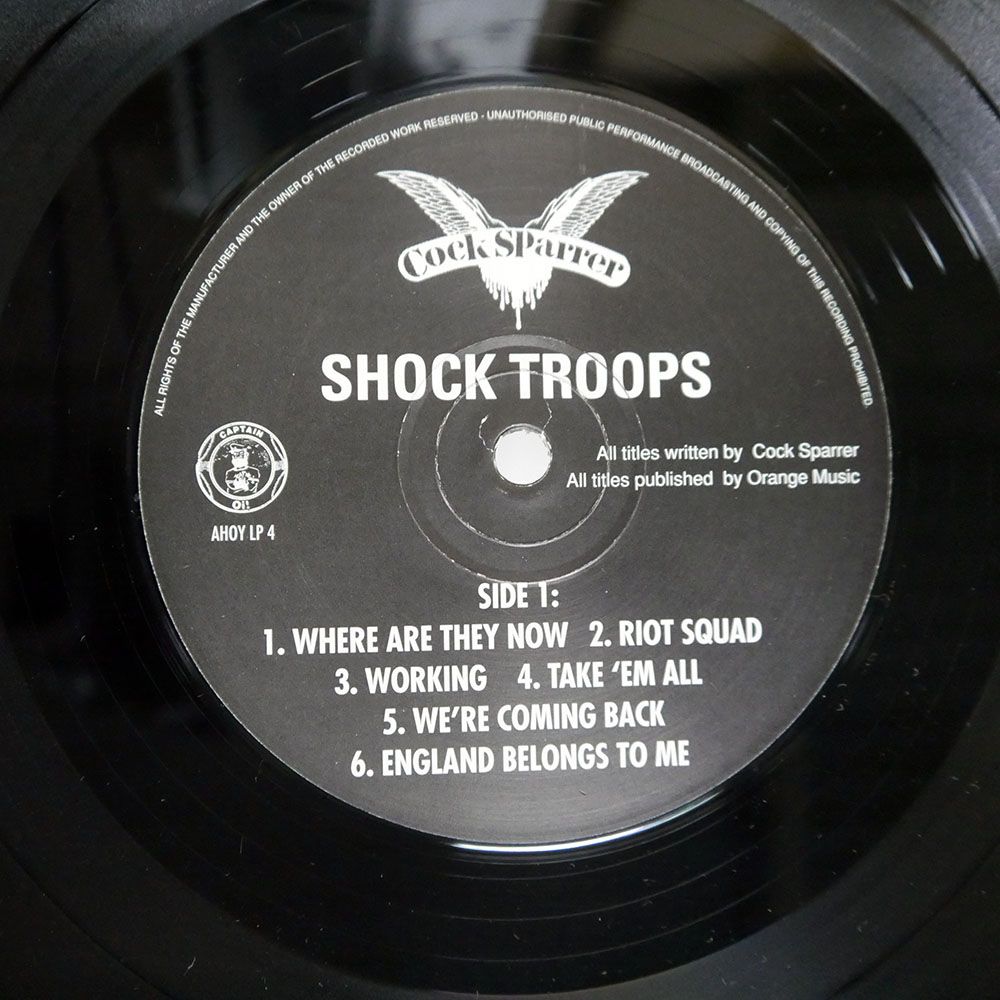 ALL RIGHTS OF THE MANUFACTURER AND THE OWNER OF THE RECORDED WORK RESERVED - UNAUTHORISED PUBLIC PERFORMANCE BROADCASTING AND COPYING OF THIS RECORDING PROHIBITED.
Cock Sparrer
SHOCK TROOPS
CAPTAIN
Oi!
AHOY LP 4
All titles written by Cock Sparrer
All titles published by Orange Music
SIDE 1:
1. WHERE ARE THEY NOW 2. RIOT SQUAD
3. WORKING 4. TAKE ‘EM ALL
5. WE’RE COMING BACK
6. ENGLAND BELONGS TO ME